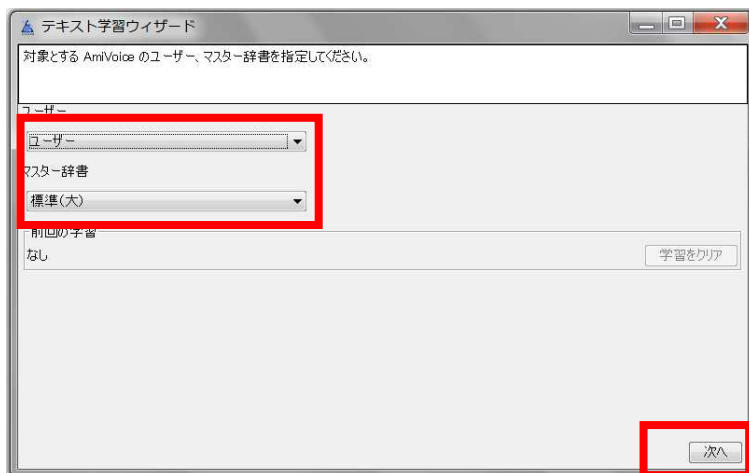 テキスト学習ウィザード
対象とする AmiVoice のユーザー、マスター辞書を指定してください。
ユーザー
ユーザー
マスター辞書
標準(大)
前回の学習
なし
学習をクリア
次へ